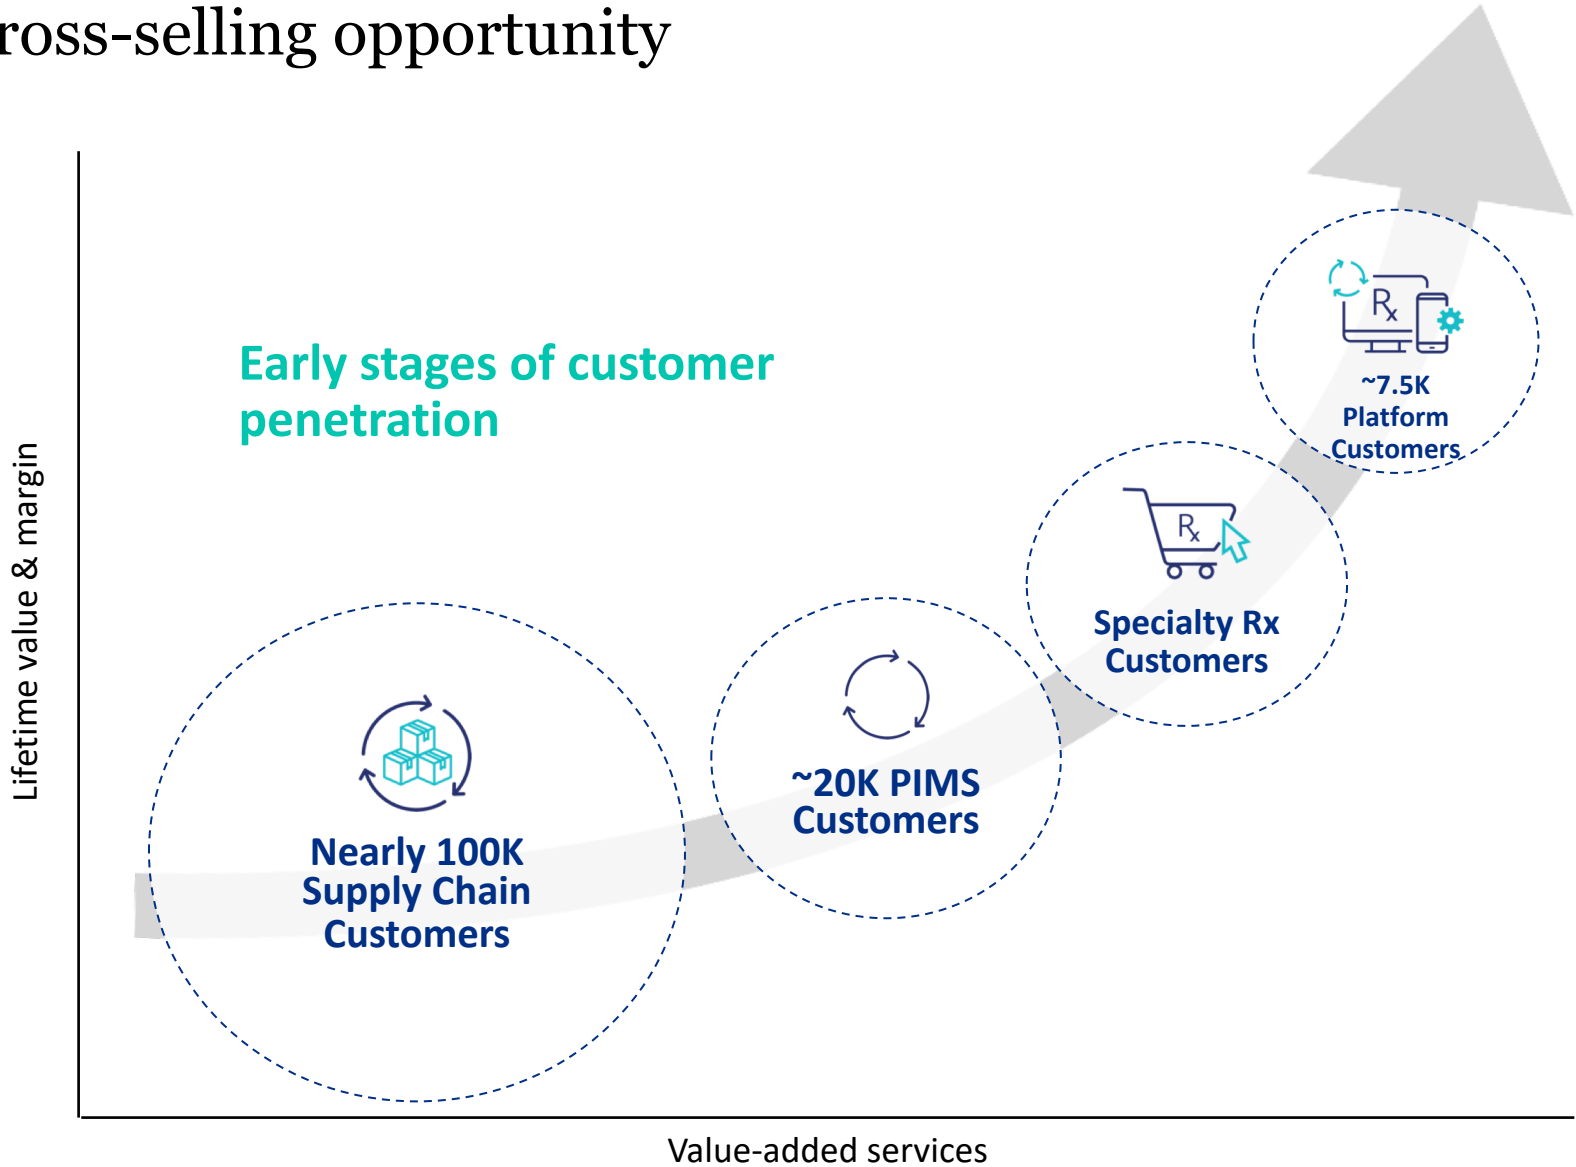 ross-selling opportunity
Early stages of customer
penetration
Lifetime value & margin
Rx
~7.5K
Platform
Customers
Rx
Specialty Rx
Customers
~20K PIMS
Customers
Nearly 100K
Supply Chain
Customers
Value-added services